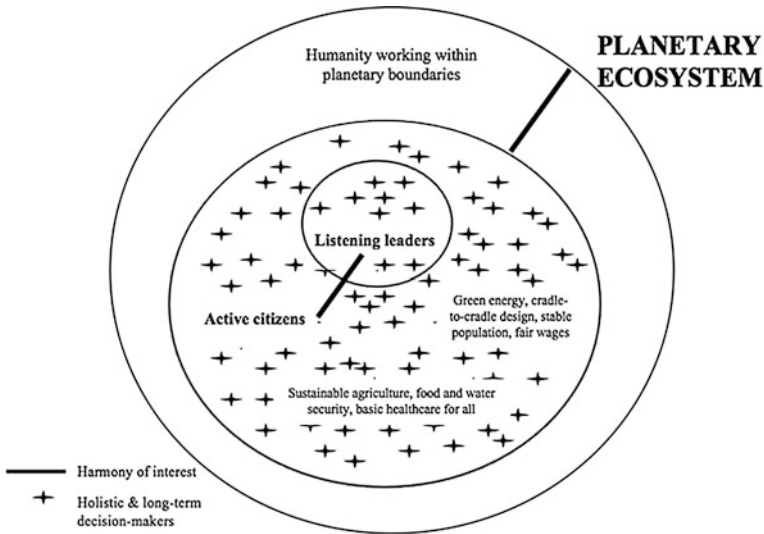 Humanity working within
planetary boundaries
PLANETARY
ECOSYSTEM
Listening leaders
Active citizens
Green energy, cradle-
to-cradle design, stable
population, fair wages
Sustainable agriculture, food and water
security, basic healthcare for all
Harmony of interest
Holistic & long-term
decision-makers